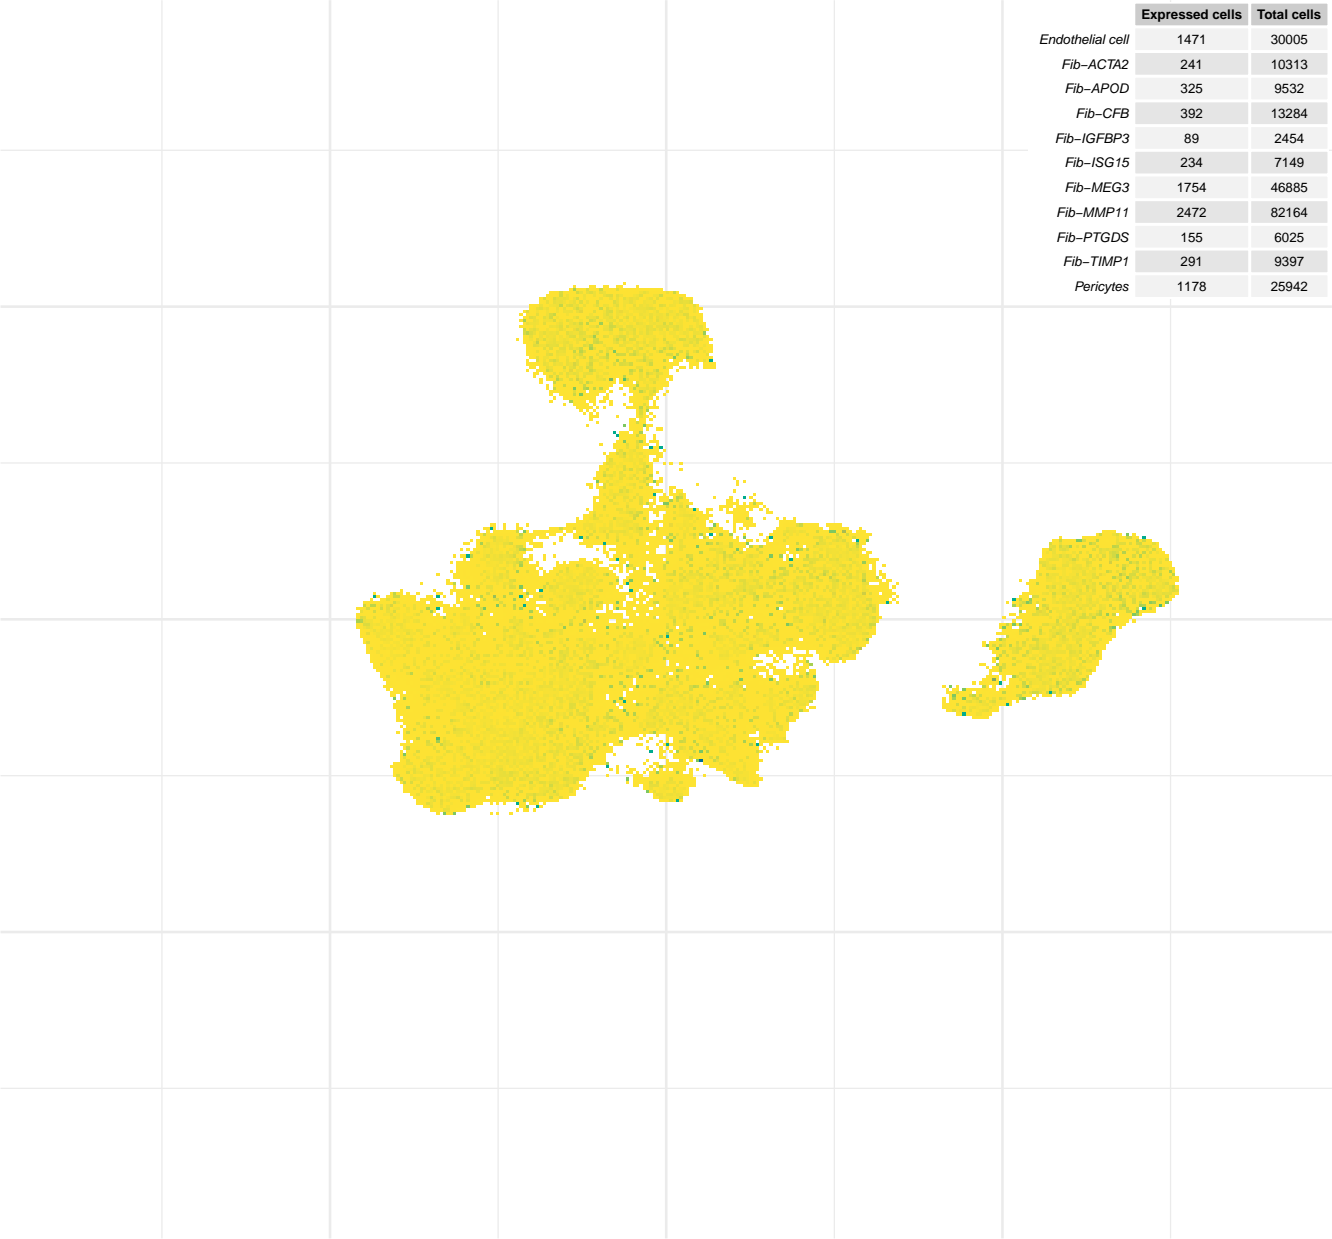 Expressed cells Total cells
Endothelial cell 1471 30005
Fib−ACTA2 241 10313
Fib−APOD 325 9532
Fib−CFB 392 13284
Fib−IGFBP3 89 2454
Fib−ISG15 234 7149
Fib−MEG3 1754 46885
Fib−MMP11 2472 82164
Fib−PTGDS 155 6025
Fib−TIMP1 291 9397
Pericytes 1178 25942